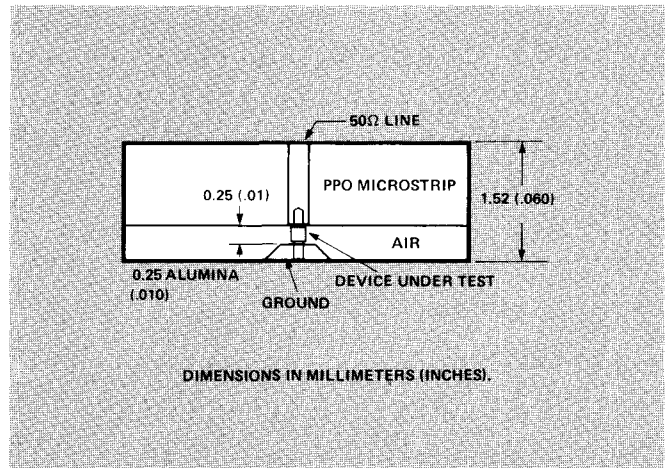 50Ω LINE
0.25 (.01)
PPO MICROSTRIP
1.52 (.060)
AIR
0.25 ALUMINA
(.010)
DEVICE UNDER TEST
GROUND
DIMENSIONS IN MILLIMETERS (INCHES).